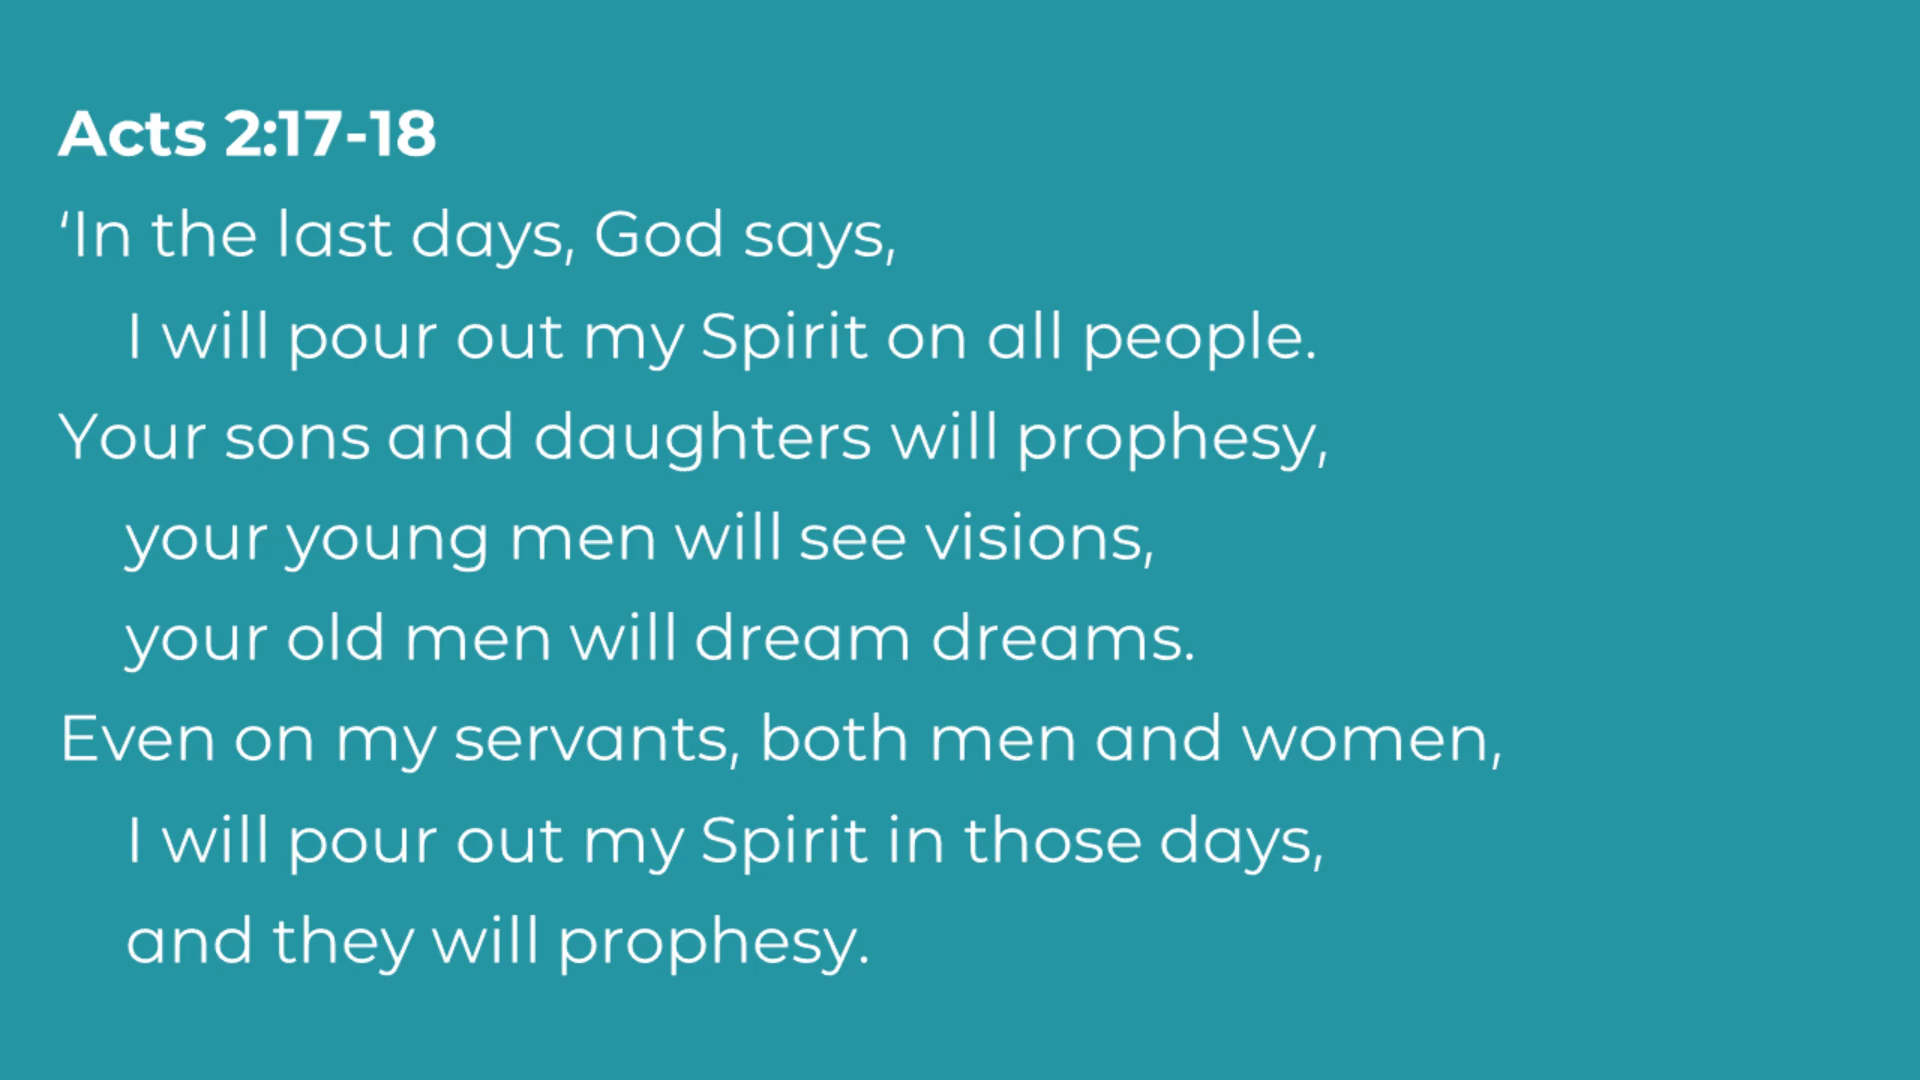 Acts 2:17-18
‘In the last days, God says,
I will pour out my Spirit on all people.
Your sons and daughters will prophesy,
your young men will see visions,
your old men will dream dreams.
Even on my servants, both men and women,
I will pour out my Spirit in those days,
and they will prophesy.